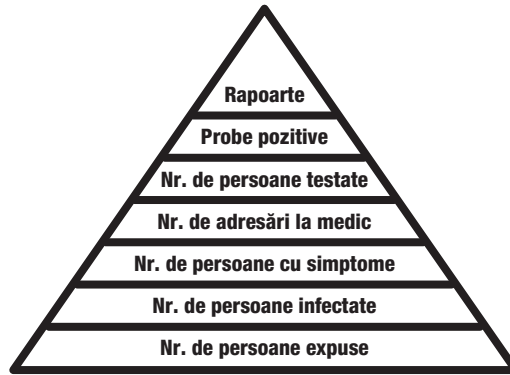 Rapoarte
Probe pozitive
Nr. de persoane testate
Nr. de adresări la medic
Nr. de persoane cu simptome
Nr. de persoane infectate
Nr. de persoane expuse